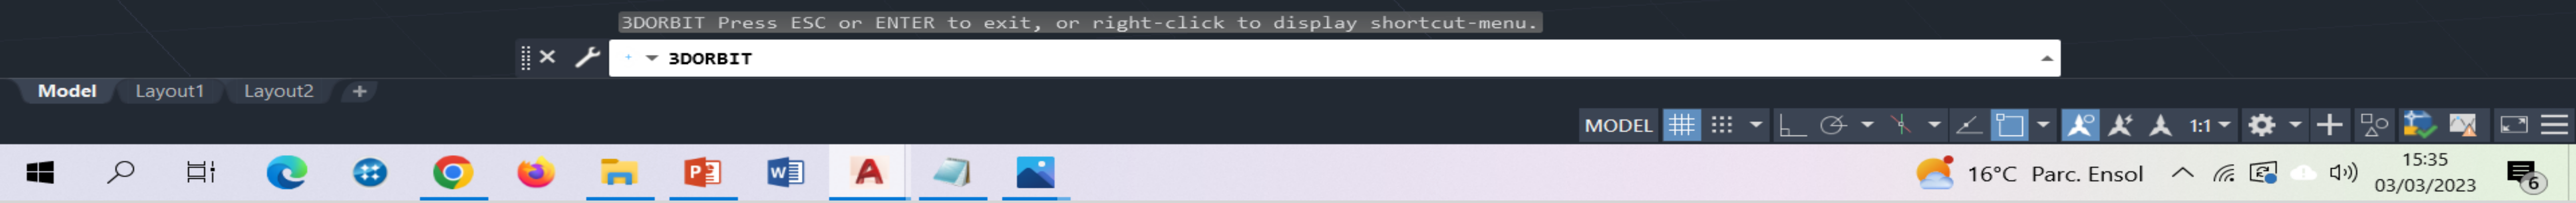 3DORBIT Press ESC or ENTER to exit, or right-click to display shortcut-menu.
3DORBIT
Model Layout1 Layout2
MODEL 1:1
16°C Parc. Ensol 15:35
03/03/2023
6